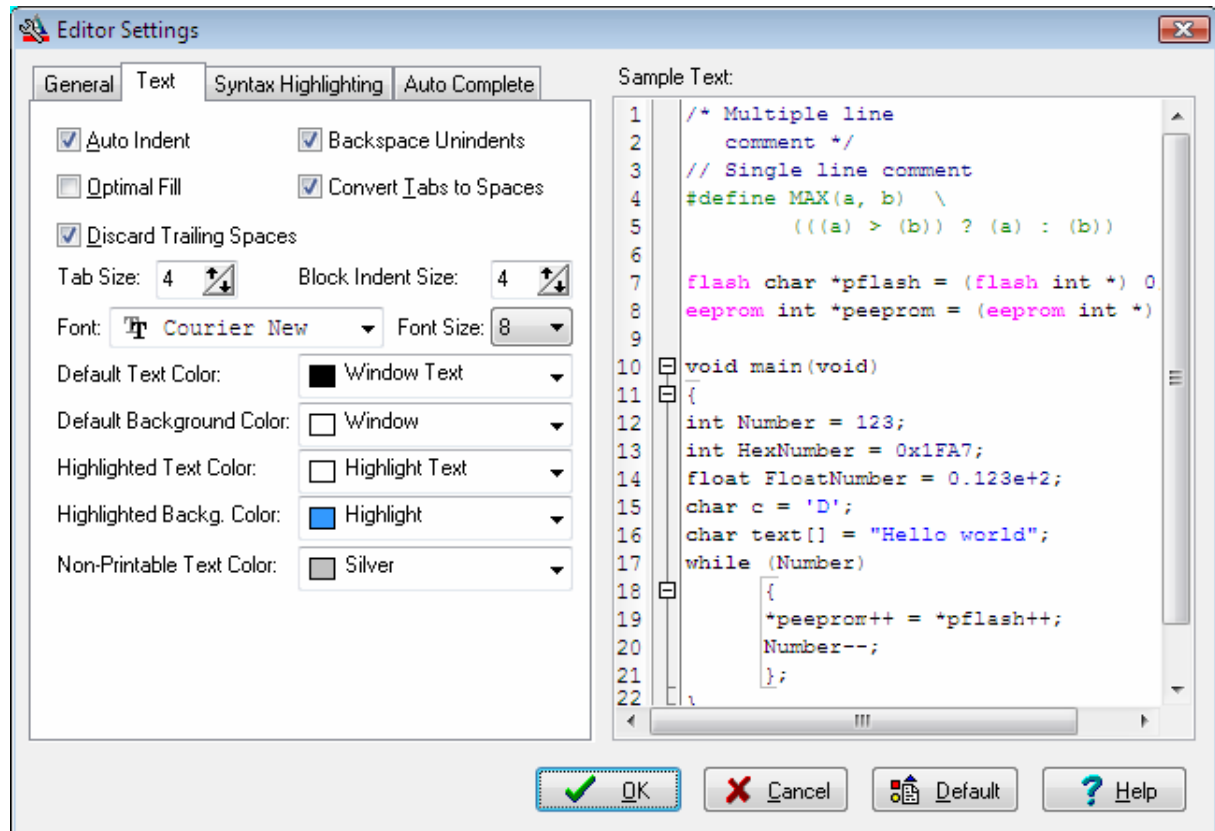 Editor Settings
General Text Syntax Highlighting Auto Complete
Auto Indent Backspace Unindents
Optimal Fill Convert Tabs to Spaces
Discard Trailing Spaces
Tab Size: 4 Block Indent Size: 4
Font: Courier New Font Size: 8
Default Text Color: Window Text
Default Background Color: Window
Highlighted Text Color: Highlight Text
Highlighted Backg. Color: Highlight
Non-Printable Text Color: Silver
Sample Text:
1 /* Multiple line
2 comment */
3 // Single line comment
4 #define MAX(a, b) \
5 (((a) > (b)) ? (a) : (b))
6
7 flash char *pflash = (flash int *) 0
8 eeprom int *peeprom = (eeprom int *)
9
10 void main(void)
11 {
12 int Number = 123;
13 int HexNumber = 0x1FA7;
14 float FloatNumber = 0.123e+2;
15 char c = 'D';
16 char text[] = "Hello world";
17 while (Number)
18 {
19 *peeprom++ = *pflash++;
20 Number--;
21 };
22
OK Cancel Default Help